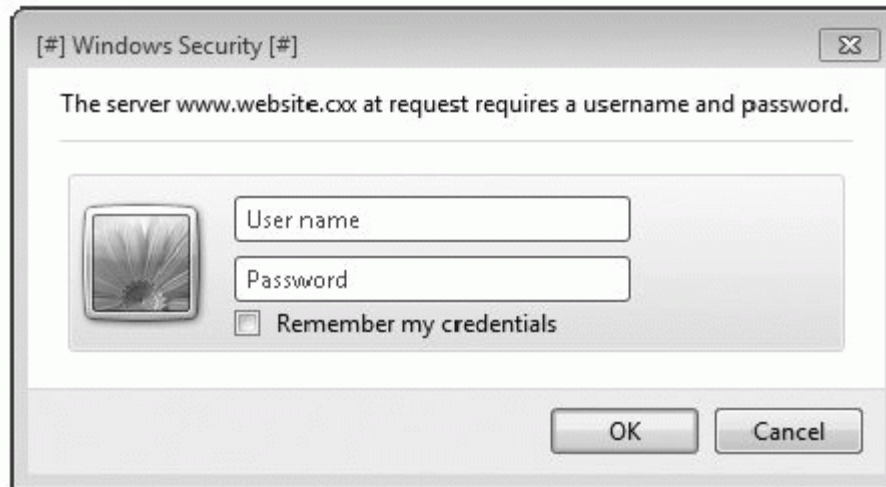 [#] Windows Security [#]
The server www.website.cxx at request requires a username and password.
User name
Password
Remember my credentials
OK
Cancel